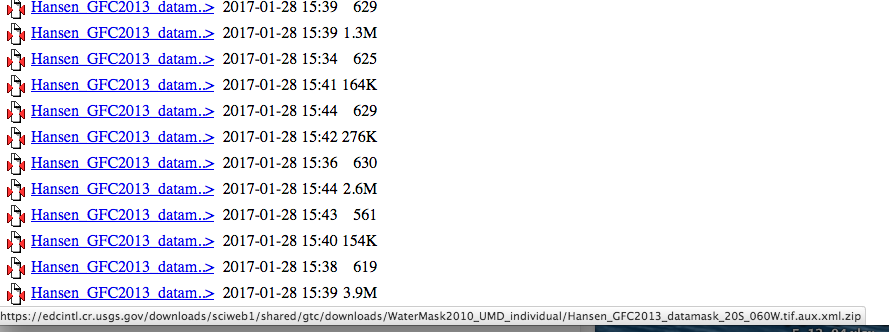 Hansen_GFC2013_datam..> 2017-01-28 15:39 629
Hansen_GFC2013_datam..> 2017-01-28 15:39 1.3M
Hansen_GFC2013_datam..> 2017-01-28 15:34 625
Hansen_GFC2013_datam..> 2017-01-28 15:41 164K
Hansen_GFC2013_datam..> 2017-01-28 15:44 629
Hansen_GFC2013_datam..> 2017-01-28 15:42 276K
Hansen_GFC2013_datam..> 2017-01-28 15:36 630
Hansen_GFC2013_datam..> 2017-01-28 15:44 2.6M
Hansen_GFC2013_datam..> 2017-01-28 15:43 561
Hansen_GFC2013_datam..> 2017-01-28 15:40 154K
Hansen_GFC2013_datam..> 2017-01-28 15:38 619
Hansen_GFC2013_datam..> 2017-01-28 15:39 3.9M
https://edcintl.cr.usgs.gov/downloads/sciweb1/shared/gtc/downloads/WaterMask2010_UMD_individual/Hansen_GFC2013_datamask_20S_060W.tif.aux.xml.zip